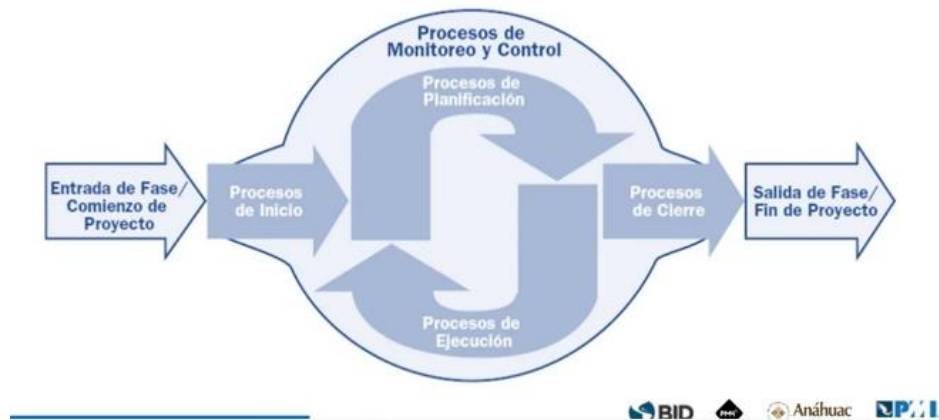 Procesos de
Monitoreo y Control
Procesos de
Planificación
Entrada de Fase/
Comienzo de
Proyecto
Procesos
de Inicio
Procesos
de Cierre
Salida de Fase/
Fin de Proyecto
Procesos de
Ejecución
BID
Anáhuac
PMI